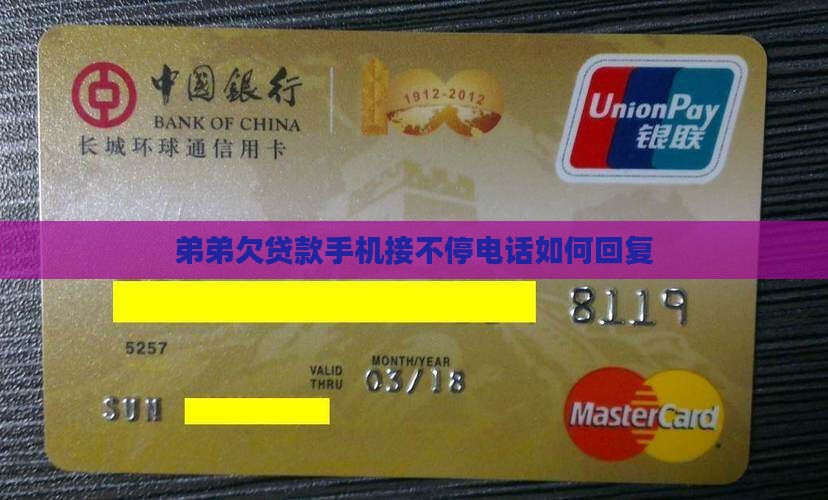 中国銀行
BANK OF CHINA
长城环球通信用卡
1912-2012
UnionPay
银联
弟弟欠贷款手机接不停电话如何回复
8119
5257
VALID
THRU
MONTH/YEAR
03/18
SUN
MasterCard